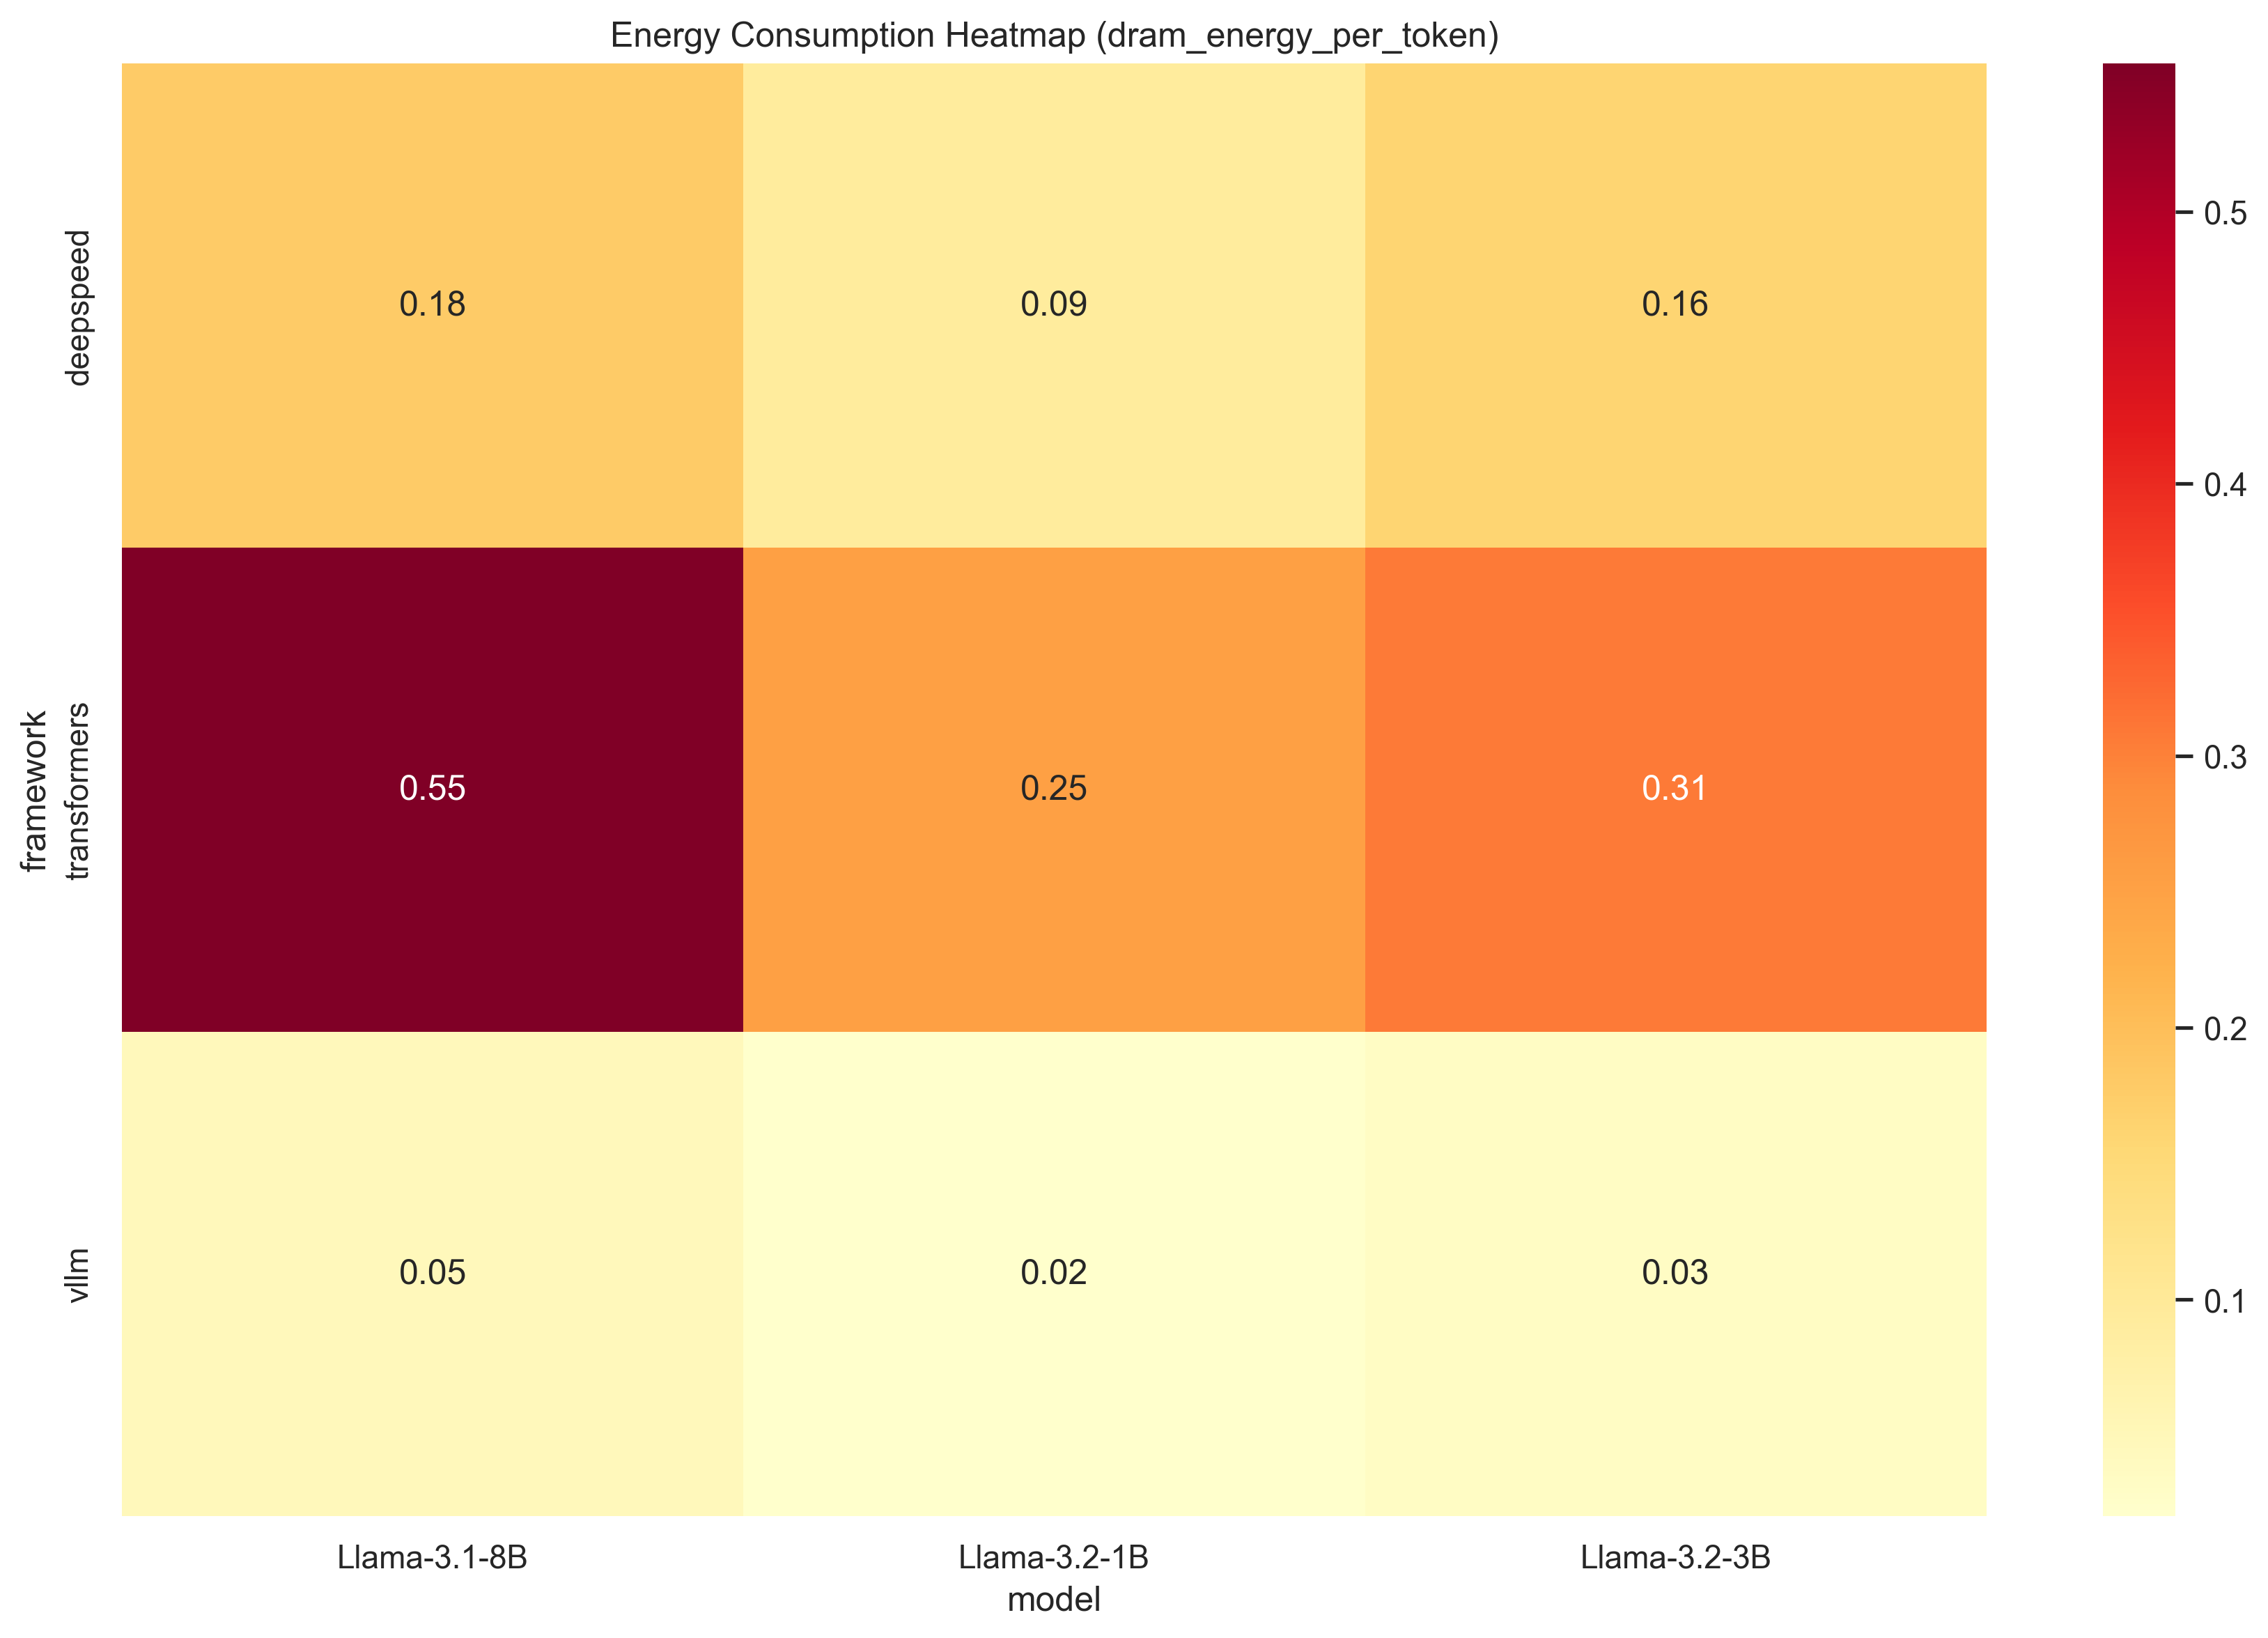 Energy Consumption Heatmap (dram_energy_per_token)
framework
deepspeed
0.18 0.09 0.16
transformers
0.55 0.25 0.31
vllm
0.05 0.02 0.03
Llama-3.1-8B Llama-3.2-1B Llama-3.2-3B
model
0.5
0.4
0.3
0.2
0.1